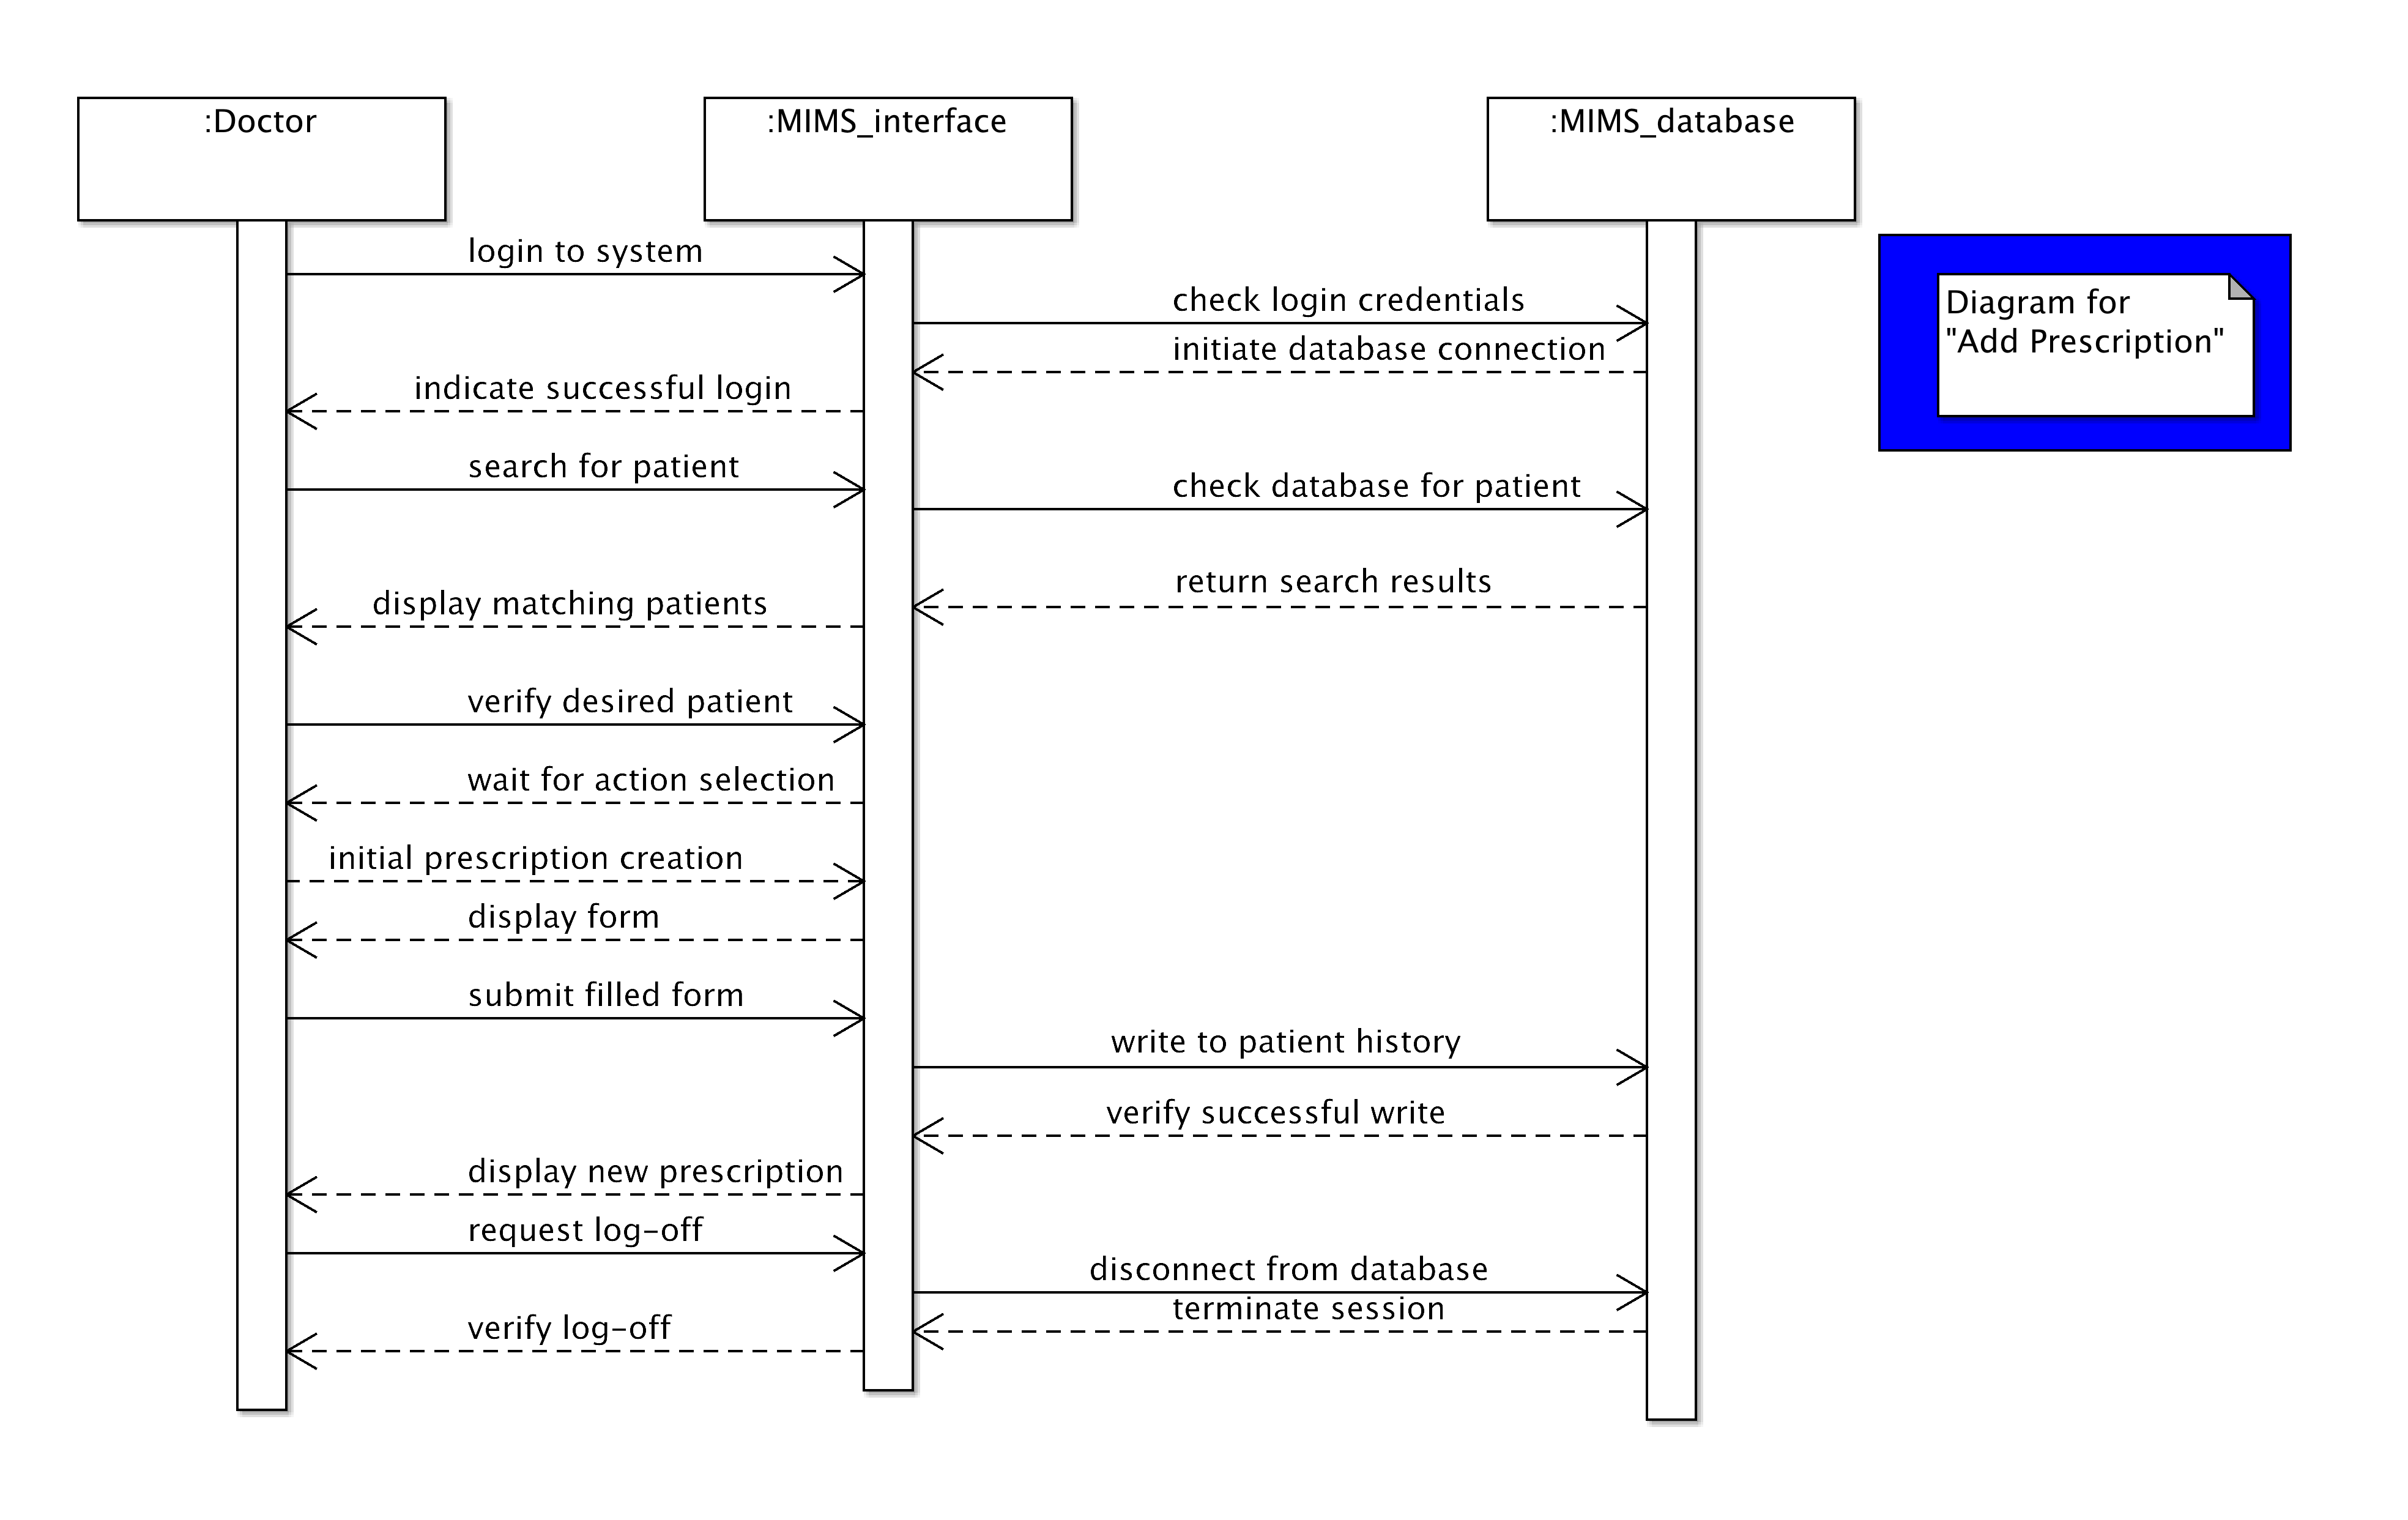 :Doctor
:MIMS_interface
:MIMS_database
login to system
check login credentials
Diagram for
"Add Prescription"
initiate database connection
indicate successful login
search for patient
check database for patient
return search results
display matching patients
verify desired patient
wait for action selection
initial prescription creation
display form
submit filled form
write to patient history
verify successful write
display new prescription
request log-off
disconnect from database
terminate session
verify log-off